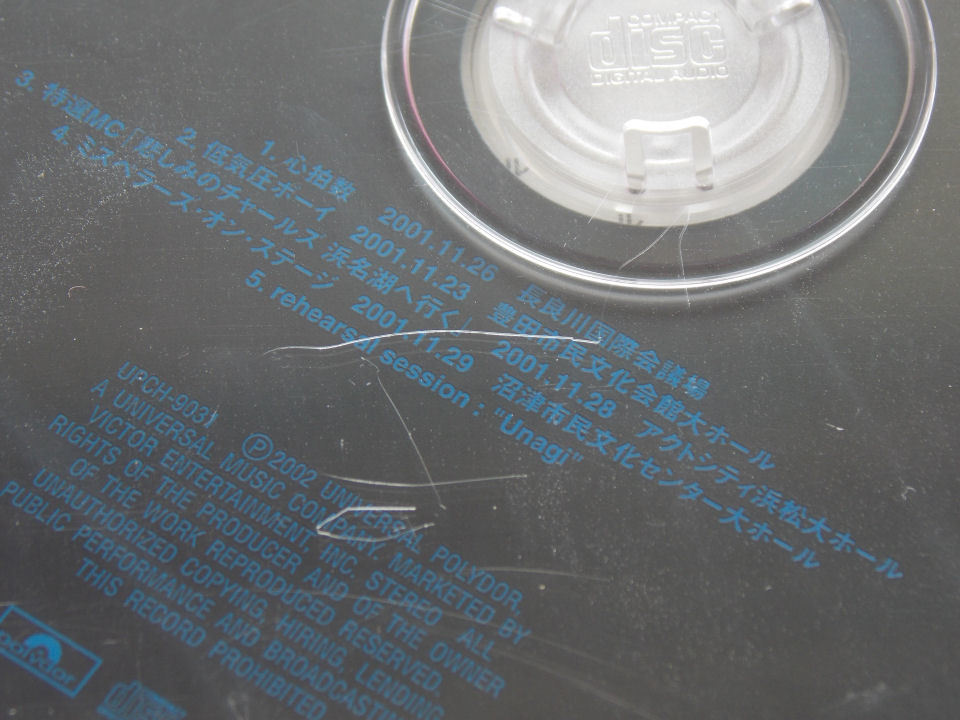 COMPACT
disc
DIGITAL AUDIO
1. 心拍数 2001.11.26 長良川国際会議場
2. 低気圧ボーイ 2001.11.23 豊田市民文化会館大ホール
3. 特選MC「悲しみのチャールズ 浜名湖へ行く」 2001.11.28 アクトシティ浜松大ホール
4. ミスベラーズ・オン・ステージ 2001.11.29 沼津市民文化センター大ホール
5. rehearsal session : "Unagi"
UPCH-9031 Ⓟ2002 UNIVERSAL POLYDOR,
A UNIVERSAL MUSIC COMPANY. MARKETED BY
VICTOR ENTERTAINMENT, INC. STEREO ALL
RIGHTS OF THE PRODUCER AND OF THE OWNER
OF THE WORK REPRODUCED RESERVED.
UNAUTHORIZED COPYING, HIRING, LENDING
PUBLIC PERFORMANCE AND BROADCASTING
THIS RECORD PROHIBITED
polydor
disc